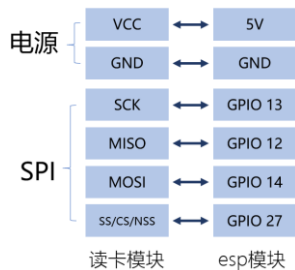 电源
VCC 5V
GND GND
SPI
SCK GPIO 13
MISO GPIO 12
MOSI GPIO 14
SS/CS/NSS GPIO 27
读卡模块 esp模块